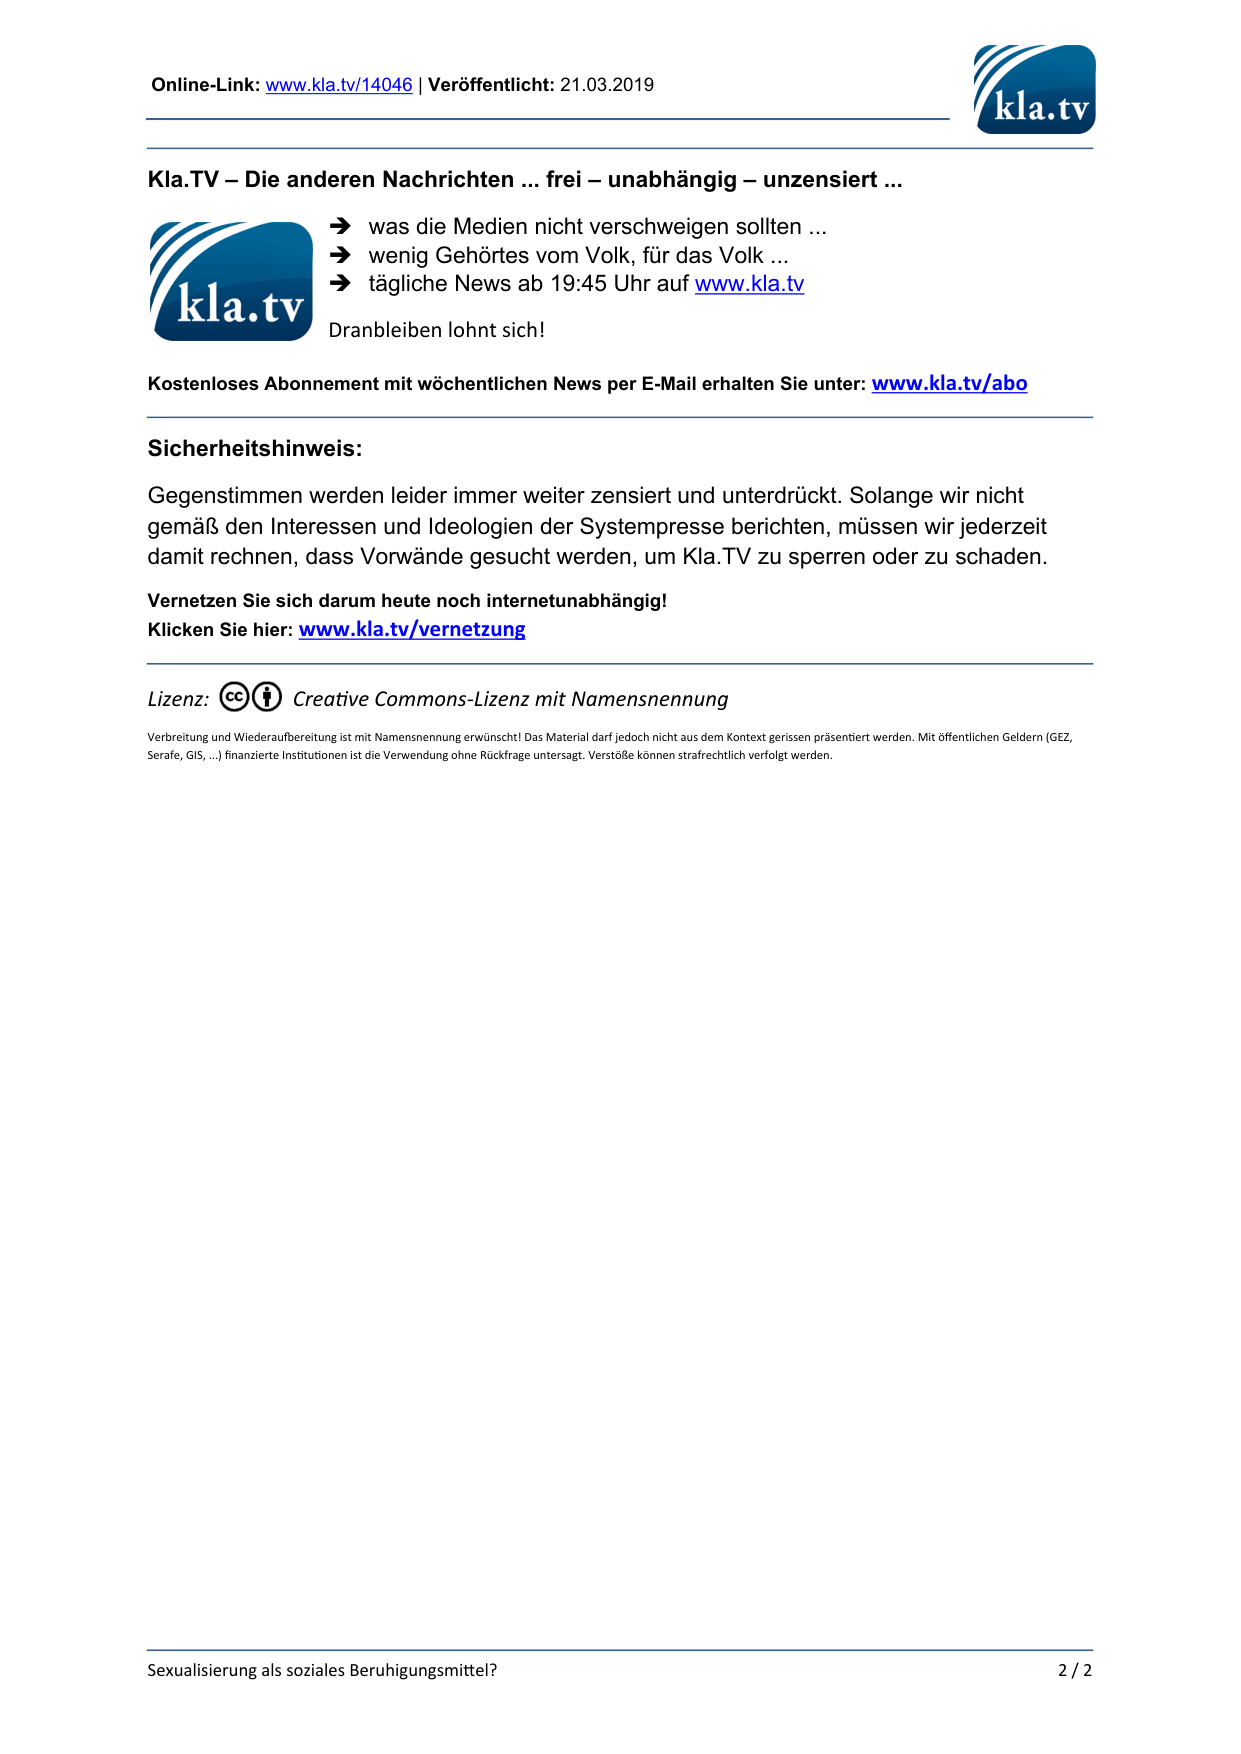 Online-Link: www.kla.tv/14046 | Veröffentlicht: 21.03.2019
kla.tv
Kla.TV – Die anderen Nachrichten ... frei – unabhängig – unzensiert ...
kla.tv
➔ was die Medien nicht verschweigen sollten ...
➔ wenig Gehörtes vom Volk, für das Volk ...
➔ tägliche News ab 19:45 Uhr auf www.kla.tv
Dranbleiben lohnt sich!
Kostenloses Abonnement mit wöchentlichen News per E-Mail erhalten Sie unter: www.kla.tv/abo
Sicherheitshinweis:
Gegenstimmen werden leider immer weiter zensiert und unterdrückt. Solange wir nicht
gemäß den Interessen und Ideologien der Systempresse berichten, müssen wir jederzeit
damit rechnen, dass Vorwände gesucht werden, um Kla.TV zu sperren oder zu schaden.
Vernetzen Sie sich darum heute noch internetunabhängig!
Klicken Sie hier: www.kla.tv/vernetzung
Lizenz: cc Creative Commons-Lizenz mit Namensnennung
Verbreitung und Wiederaufbereitung ist mit Namensnennung erwünscht! Das Material darf jedoch nicht aus dem Kontext gerissen präsentiert werden. Mit öffentlichen Geldern (GEZ,
Serafe, GIS, ...) finanzierte Institutionen ist die Verwendung ohne Rückfrage untersagt. Verstöße können strafrechtlich verfolgt werden.
Sexualisierung als soziales Beruhigungsmittel? 2 / 2